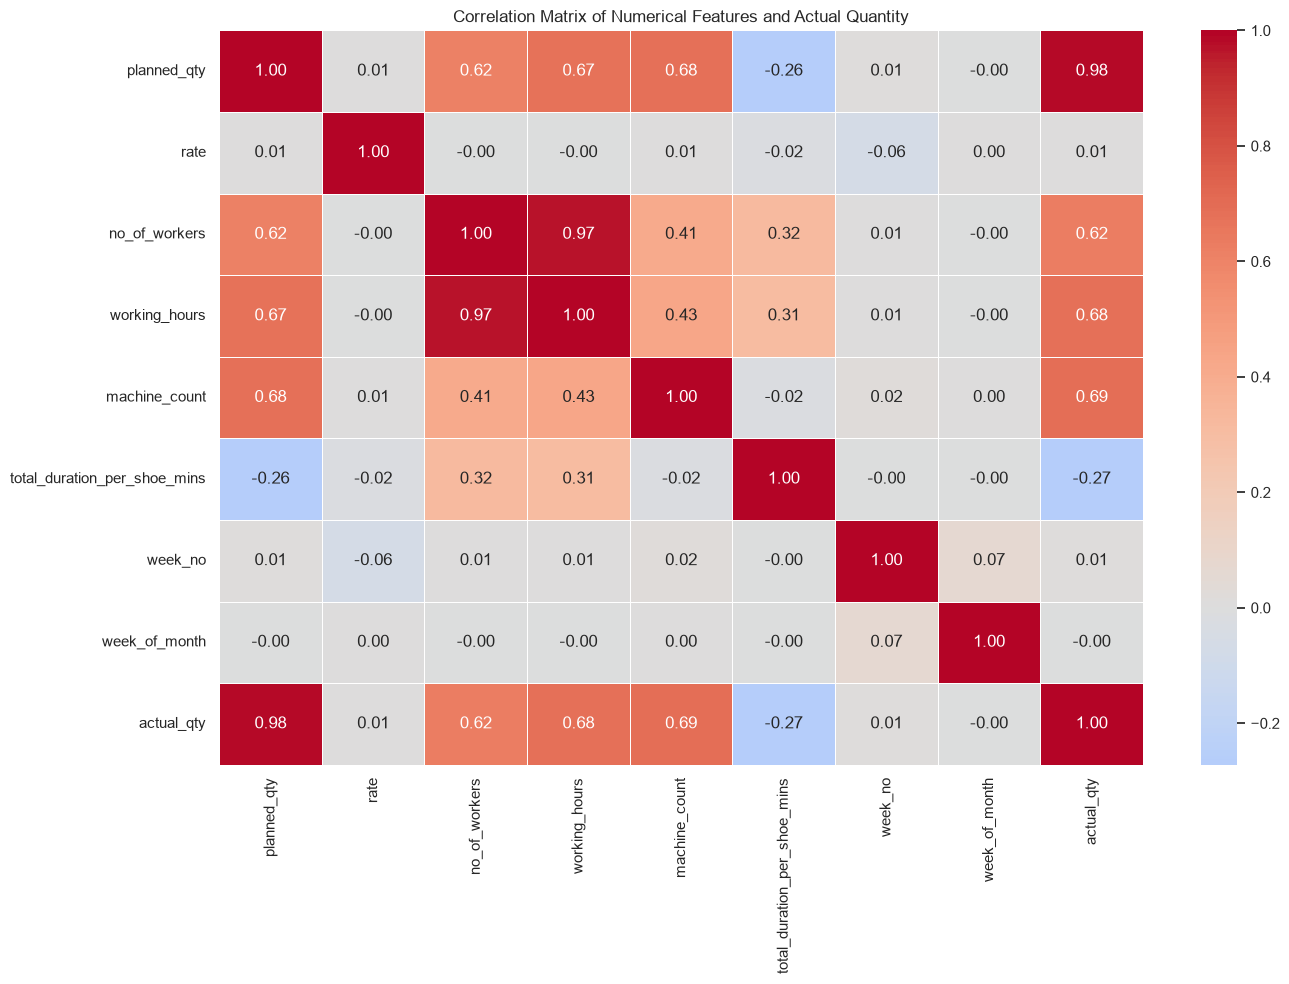 Correlation Matrix of Numerical Features and Actual Quantity
planned_qty 1.00 0.01 0.62 0.67 0.68 -0.26 0.01 -0.00 0.98
rate 0.01 1.00 -0.00 -0.00 0.01 -0.02 -0.06 0.00 0.01
no_of_workers 0.62 -0.00 1.00 0.97 0.41 0.32 0.01 -0.00 0.62
working_hours 0.67 -0.00 0.97 1.00 0.43 0.31 0.01 -0.00 0.68
machine_count 0.68 0.01 0.41 0.43 1.00 -0.02 0.02 0.00 0.69
total_duration_per_shoe_mins -0.26 -0.02 0.32 0.31 -0.02 1.00 -0.00 -0.00 -0.27
week_no 0.01 -0.06 0.01 0.01 0.02 -0.00 1.00 0.07 0.01
week_of_month -0.00 0.00 -0.00 -0.00 0.00 -0.00 0.07 1.00 -0.00
actual_qty 0.98 0.01 0.62 0.68 0.69 -0.27 0.01 -0.00 1.00
planned_qty
rate
no_of_workers
working_hours
machine_count
total_duration_per_shoe_mins
week_no
week_of_month
actual_qty
1.0
0.8
0.6
0.4
0.2
0.0
−0.2